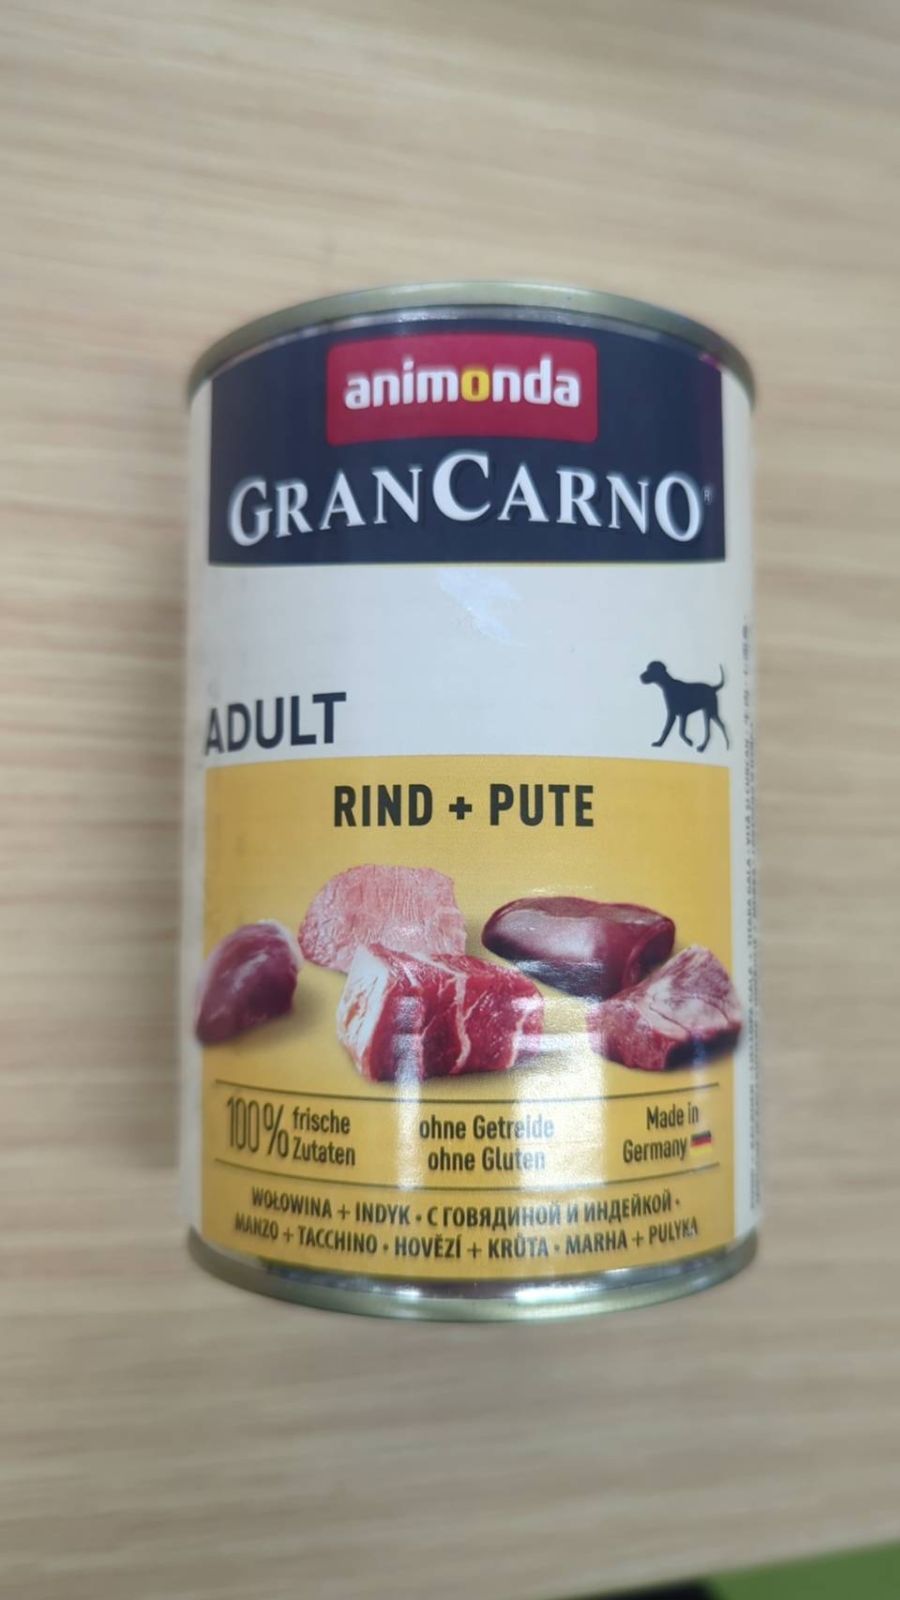 animonda
GRANCARNO®
ADULT
RIND + PUTE
100% frische Zutaten
ohne Getreide
ohne Gluten
Made in
Germany
WOŁOWINA + INDYK • С ГОВЯДИНОЙ И ИНДЕЙКОЙ •
MANZO + TACCHINO • HOVĚZÍ + KRŮTA • MARHA + PULYKA